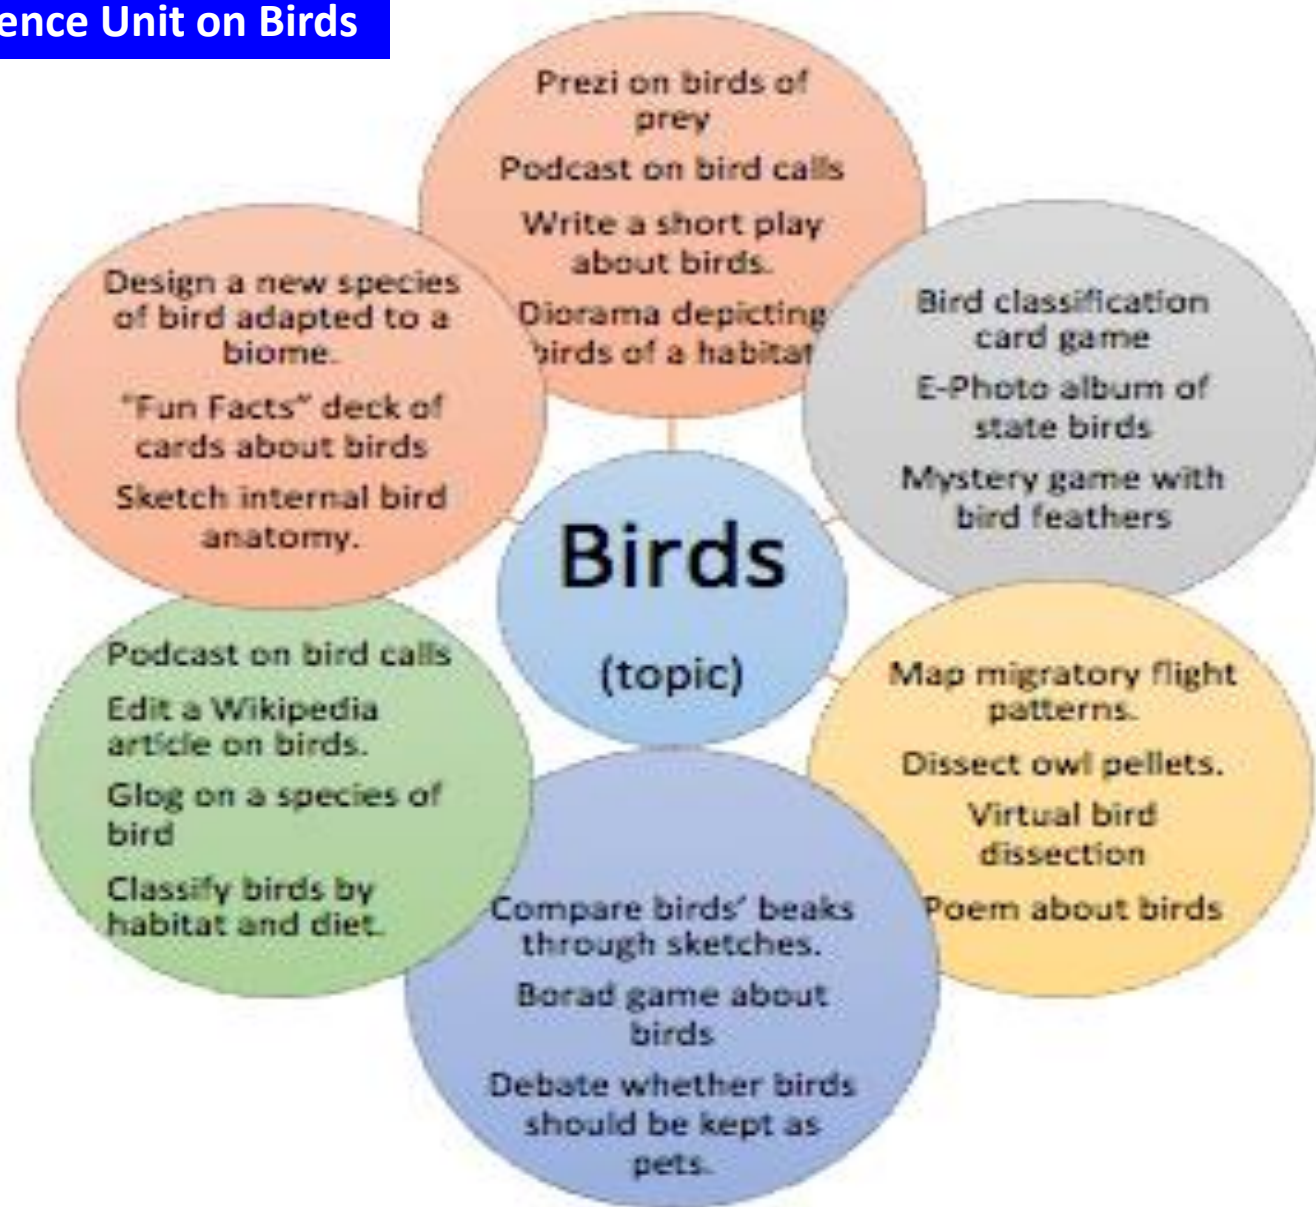 ence Unit on Birds
Prezi on birds of
prey
Podcast on bird calls
Write a short play
about birds.
Diorama depicting
birds of a habitat
Bird classification
card game
E-Photo album of
state birds
Mystery game with
bird feathers
Map migratory flight
patterns.
Dissect owl pellets.
Virtual bird
dissection
Poem about birds
Compare birds’ beaks
through sketches.
Borad game about
birds
Debate whether birds
should be kept as
pets.
Podcast on bird calls
Edit a Wikipedia
article on birds.
Glog on a species of
bird
Classify birds by
habitat and diet.
Design a new species
of bird adapted to a
biome.
“Fun Facts” deck of
cards about birds
Sketch internal bird
anatomy.
Birds
(topic)